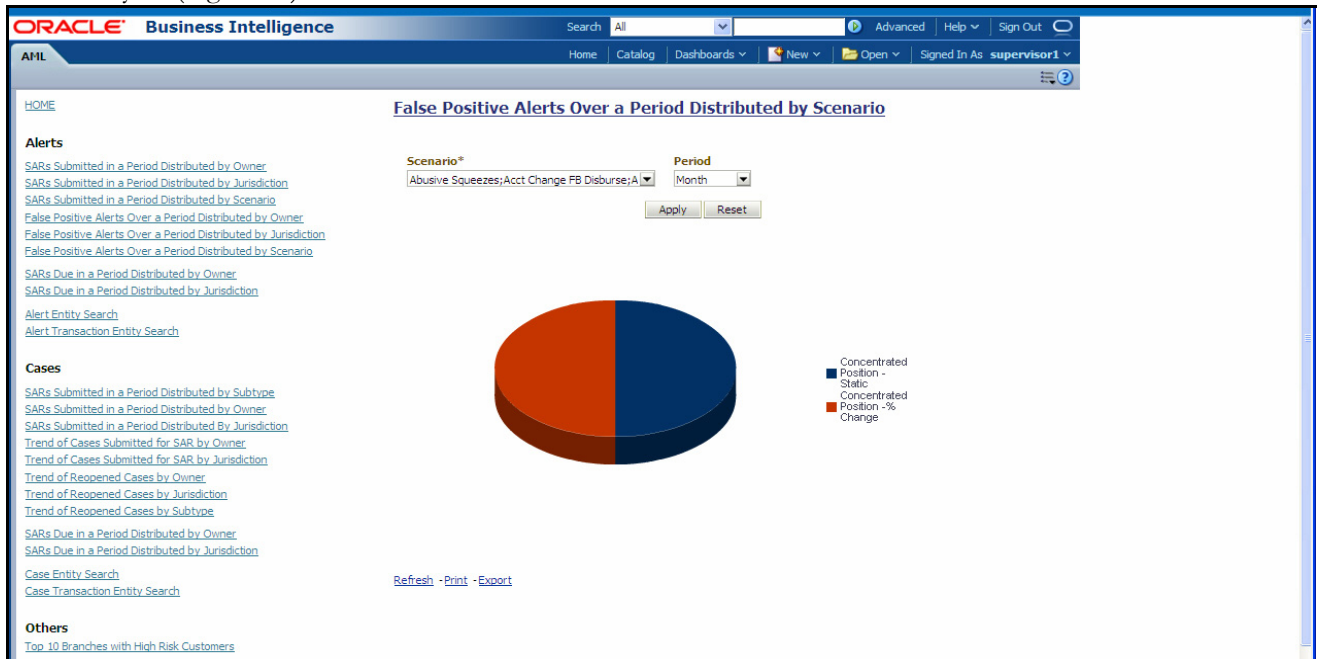 ORACLE Business Intelligence
Search All Advanced Help Sign Out
AML
Home Catalog Dashboards New Open Signed In As supervisor1
HOME
Alerts
SARs Submitted in a Period Distributed by Owner
SARs Submitted in a Period Distributed by Jurisdiction
SARs Submitted in a Period Distributed by Scenario
False Positive Alerts Over a Period Distributed by Owner
False Positive Alerts Over a Period Distributed by Jurisdiction
False Positive Alerts Over a Period Distributed by Scenario
SARs Due in a Period Distributed by Owner
SARs Due in a Period Distributed by Jurisdiction
Alert Entity Search
Alert Transaction Entity Search
Cases
SARs Submitted in a Period Distributed by Subtype
SARs Submitted in a Period Distributed by Owner
SARs Submitted in a Period Distributed By Jurisdiction
Trend of Cases Submitted for SAR by Owner
Trend of Cases Submitted for SAR by Jurisdiction
Trend of Reopened Cases by Owner
Trend of Reopened Cases by Jurisdiction
Trend of Reopened Cases by Subtype
SARs Due in a Period Distributed by Owner
SARs Due in a Period Distributed by Jurisdiction
Case Entity Search
Case Transaction Entity Search
Others
Top 10 Branches with High Risk Customers
False Positive Alerts Over a Period Distributed by Scenario
Scenario* Period
Abusive Squeezes;Acct Change FB Disburse;A Month
Apply Reset
Concentrated
Position -
Static
Concentrated
Position -%
Change
Refresh - Print - Export